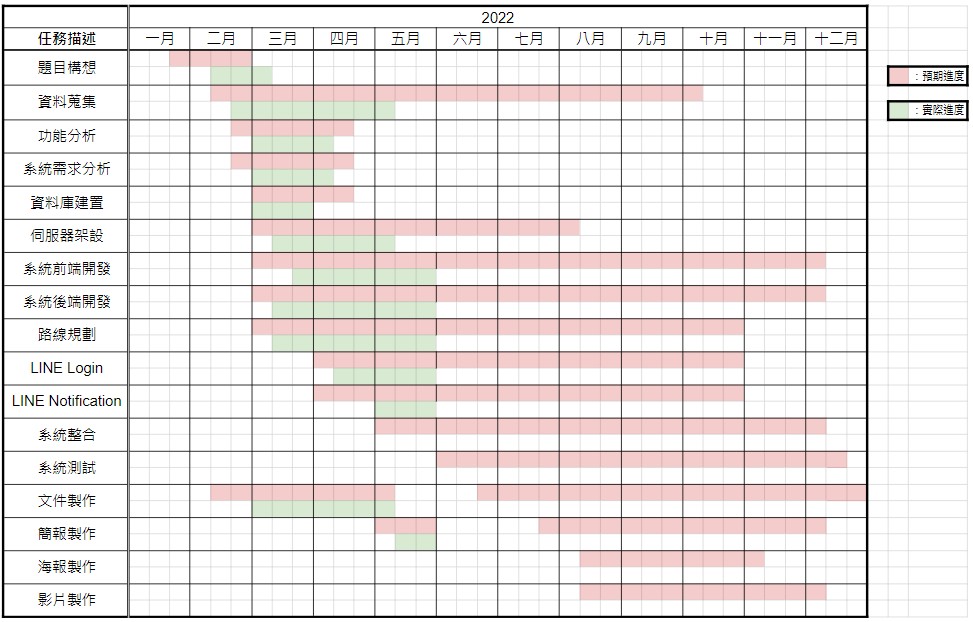 2022
任務描述 一月 二月 三月 四月 五月 六月 七月 八月 九月 十月 十一月 十二月
題目構想
：預期進度
資料蒐集
：實際進度
功能分析
系統需求分析
資料庫建置
伺服器架設
系統前端開發
系統後端開發
路線規劃
LINE Login
LINE Notification
系統整合
系統測試
文件製作
簡報製作
海報製作
影片製作